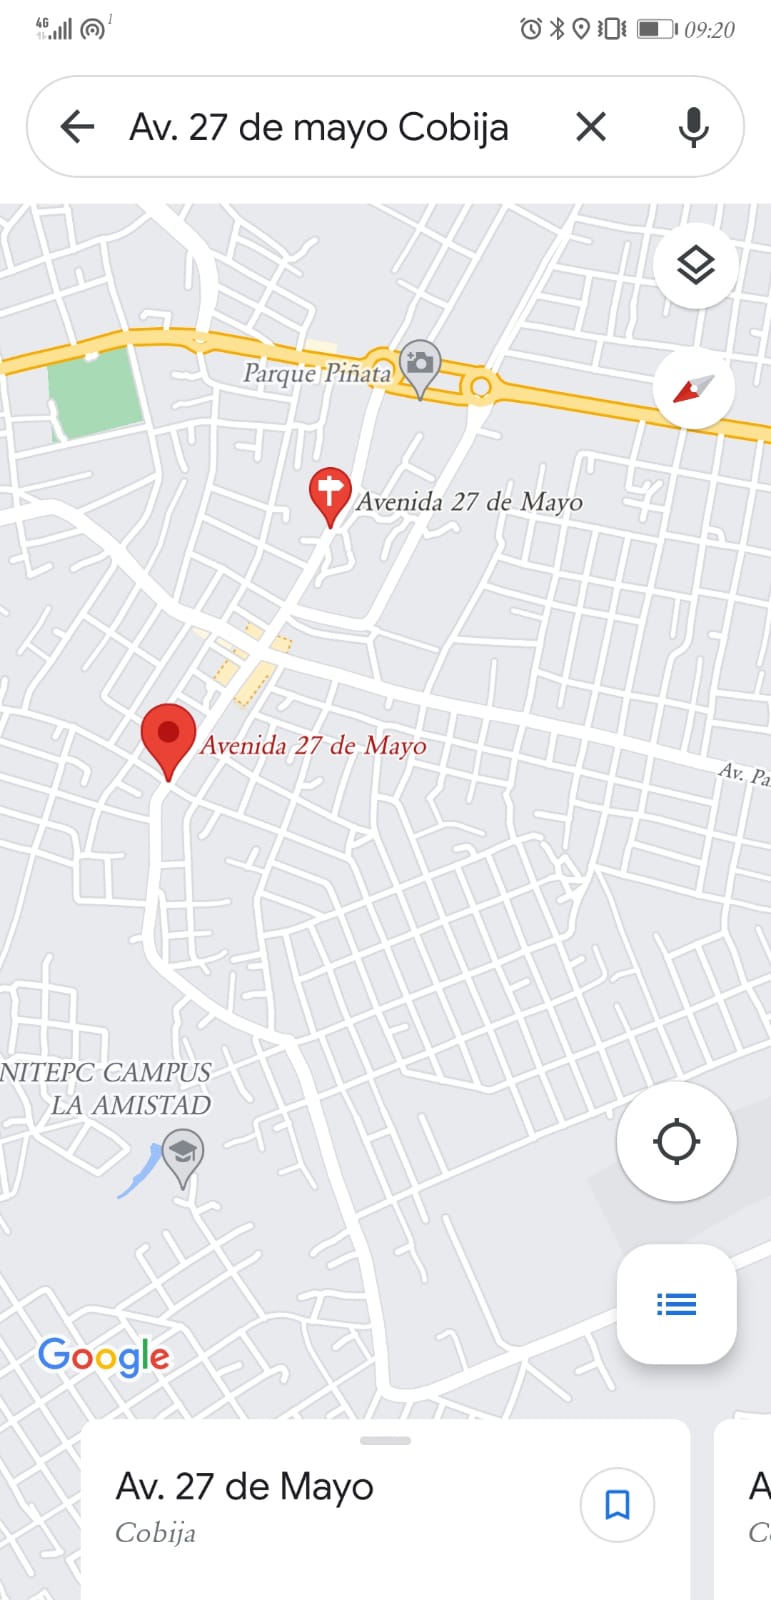 4G
1
09:20
Av. 27 de mayo Cobija
Parque Piñata
Avenida 27 de Mayo
Avenida 27 de Mayo
Av. Pa
NITEPC CAMPUS
LA AMISTAD
Google
Av. 27 de Mayo
Cobija
A
C